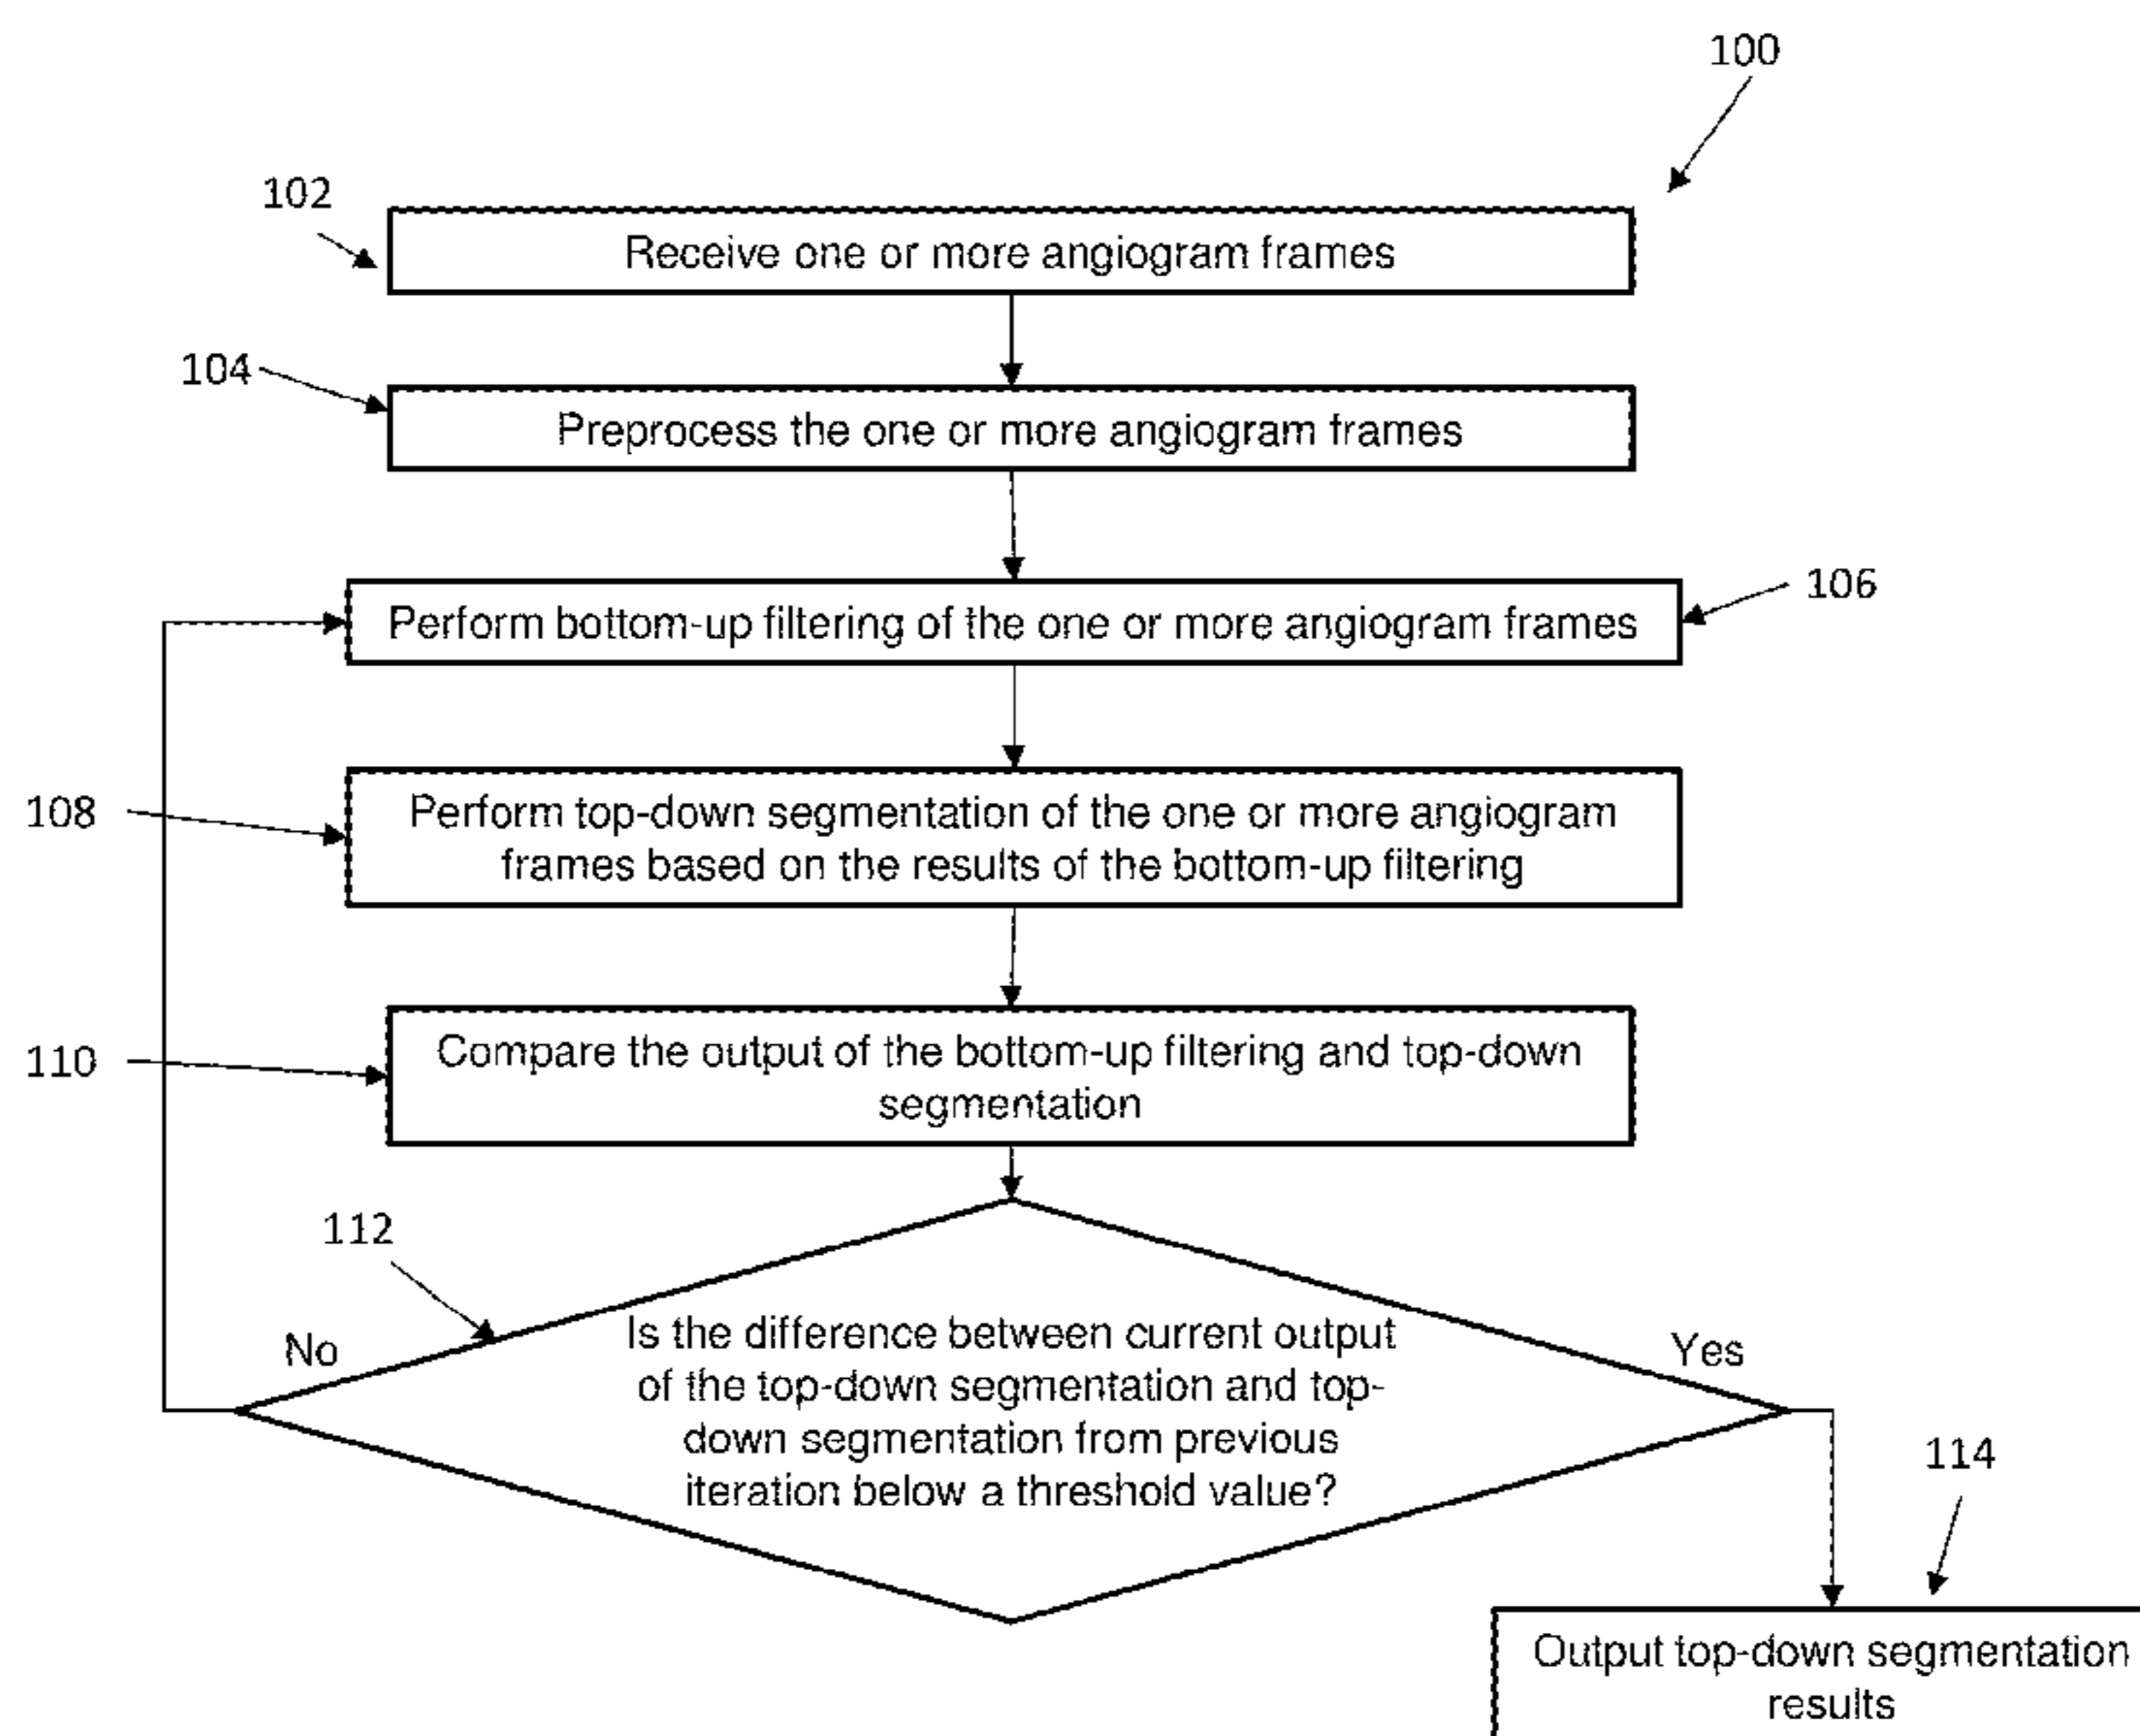 100
102
Receive one or more angiogram frames
104
Preprocess the one or more angiogram frames
106
Perform bottom-up filtering of the one or more angiogram frames
108
Perform top-down segmentation of the one or more angiogram
frames based on the results of the bottom-up filtering
110
Compare the output of the bottom-up filtering and top-down
segmentation
112
No
Is the difference between current output
of the top-down segmentation and top-
down segmentation from previous
iteration below a threshold value?
Yes
114
Output top-down segmentation
results